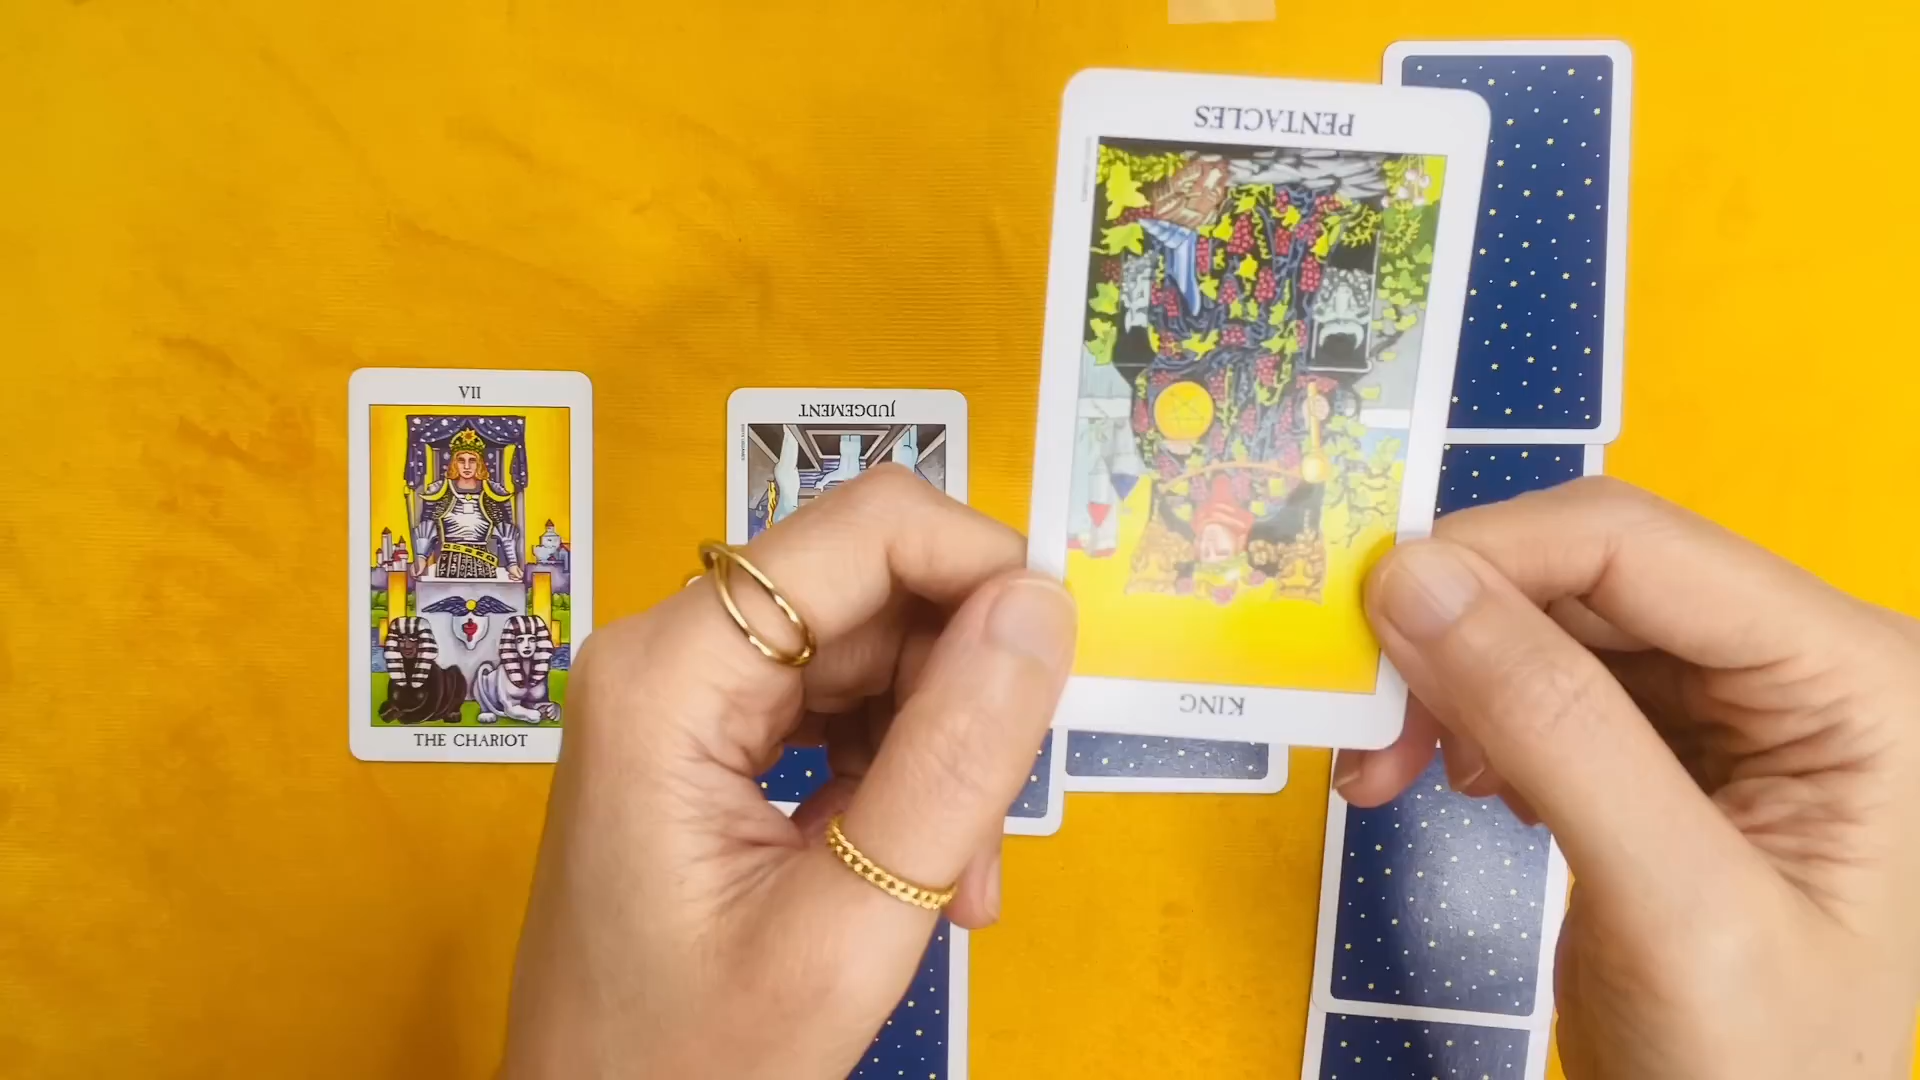 VII
THE CHARIOT
JUDGEMENT
PENTACLES
KING